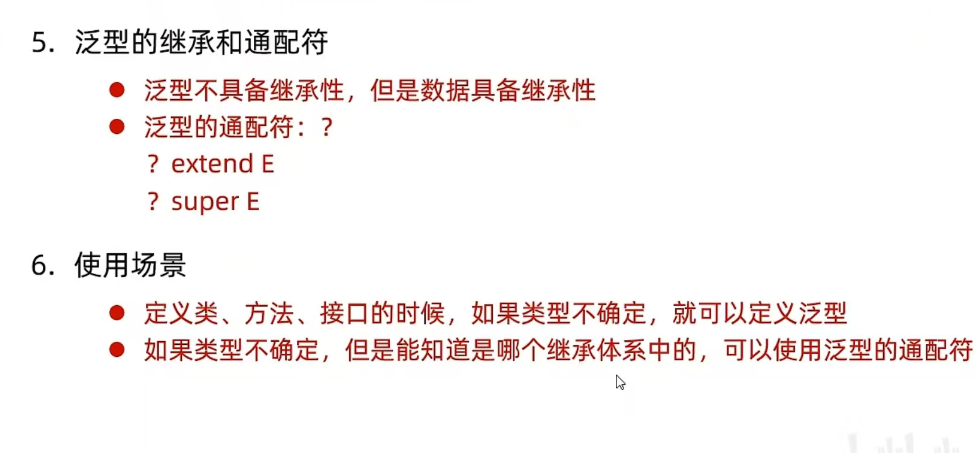 5. 泛型的继承和通配符
● 泛型不具备继承性，但是数据具备继承性
● 泛型的通配符：?
? extend E
? super E
6. 使用场景
● 定义类、方法、接口的时候，如果类型不确定，就可以定义泛型
● 如果类型不确定，但是能知道是哪个继承体系中的，可以使用泛型的通配符